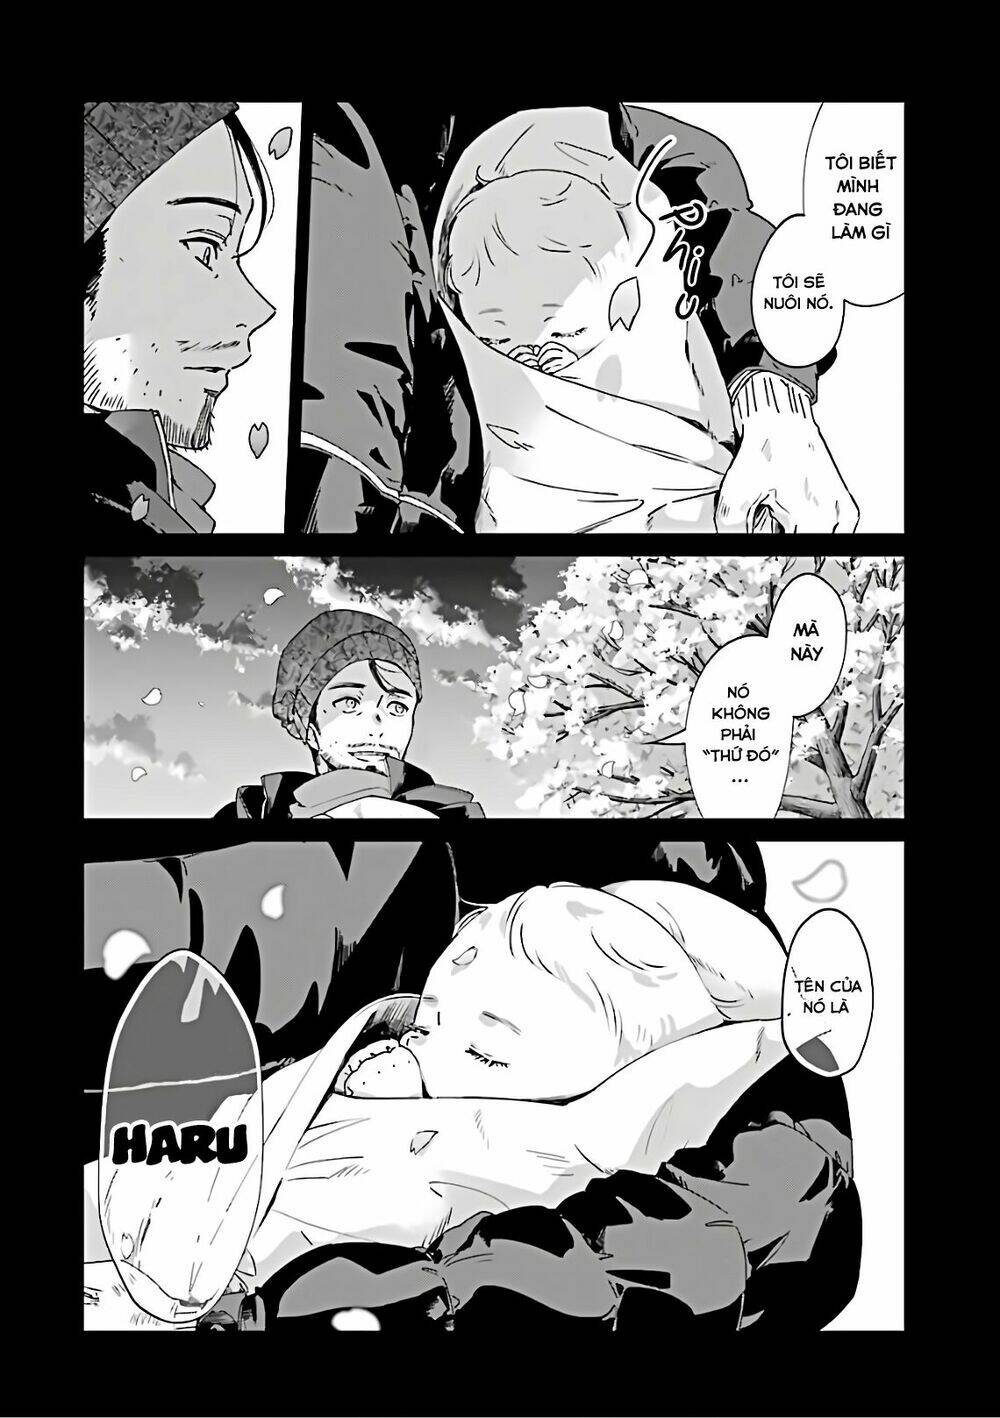 TÔI BIẾT
MÌNH
ĐANG
LÀM GÌ
TÔI SẼ
NUÔI NÓ.
Phiu
MÀ
NÀY
NÓ
KHÔNG
PHẢI
“THỨ ĐÓ”
...
TÊN CỦA
NÓ LÀ
HARU